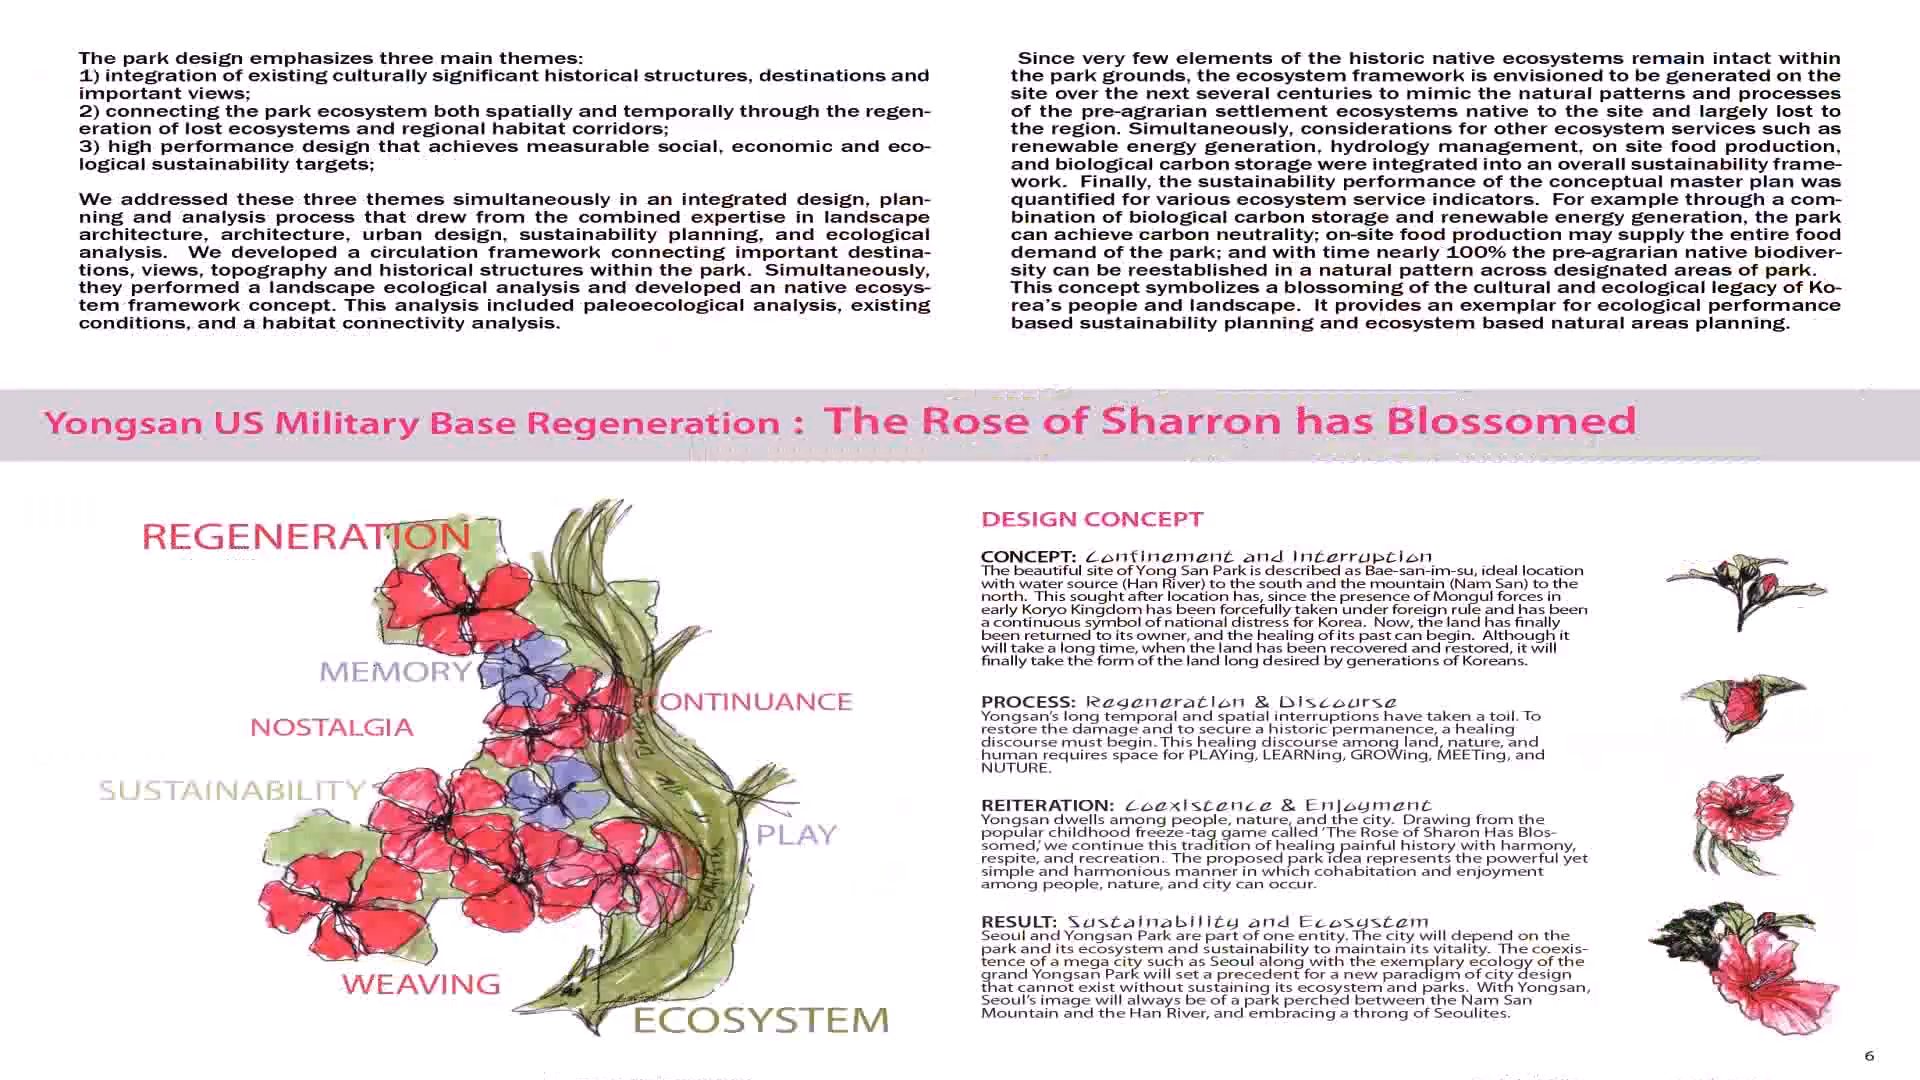 The park design emphasizes three main themes:
1) integration of existing culturally significant historical structures, destinations and
important views;
2) connecting the park ecosystem both spatially and temporally through the regen-
eration of lost ecosystems and regional habitat corridors;
3) high performance design that achieves measurable social, economic and eco-
logical sustainability targets;
We addressed these three themes simultaneously in an integrated design, plan-
ning and analysis process that drew from the combined expertise in landscape
architecture, architecture, urban design, sustainability planning, and ecological
analysis. We developed a circulation framework connecting important destina-
tions, views, topography and historical structures within the park. Simultaneously,
they performed a landscape ecological analysis and developed an native ecosys-
tem framework concept. This analysis included paleoecological analysis, existing
conditions, and a habitat connectivity analysis.
Since very few elements of the historic native ecosystems remain intact within
the park grounds, the ecosystem framework is envisioned to be generated on the
site over the next several centuries to mimic the natural patterns and processes
of the pre-agrarian settlement ecosystems native to the site and largely lost to
the region. Simultaneously, considerations for other ecosystem services such as
renewable energy generation, hydrology management, on site food production,
and biological carbon storage were integrated into an overall sustainability frame-
work. Finally, the sustainability performance of the conceptual master plan was
quantified for various ecosystem service indicators. For example through a com-
bination of biological carbon storage and renewable energy generation, the park
can achieve carbon neutrality; on-site food production may supply the entire food
demand of the park; and with time nearly 100% the pre-agrarian native biodiver-
sity can be reestablished in a natural pattern across designated areas of park.
This concept symbolizes a blossoming of the cultural and ecological legacy of Ko-
rea's people and landscape. It provides an exemplar for ecological performance
based sustainability planning and ecosystem based natural areas planning.
Yongsan US Military Base Regeneration : The Rose of Sharron has Blossomed
REGENERATION
MEMORY
CONTINUANCE
NOSTALGIA
SUSTAINABILITY
PLAY
WEAVING
ECOSYSTEM
DESIGN CONCEPT
CONCEPT: Confinement and Interruption
The beautiful site of Yong San Park is described as Bae-san-im-su, ideal location
with water source (Han River) to the south and the mountain (Nam San) to the
north. This sought after location has, since the presence of Mongul forces in
early Koryo Kingdom has been forcefully taken under foreign rule and has been
a continuous symbol of national distress for Korea. Now, the land has finally
been returned to its owner, and the healing of its past can begin. Although it
will take a long time, when the land has been recovered and restored, it will
finally take the form of the land long desired by generations of Koreans.
PROCESS: Regeneration & Discourse
Yongsan's long temporal and spatial interruptions have taken a toil. To
restore the damage and to secure a historic permanence, a healing
discourse must begin. This healing discourse among land, nature, and
human requires space for PLAYing, LEARNing, GROWing, MEETing, and
NUTURE.
REITERATION: Coexistence & Enjoyment
Yongsan dwells among people, nature, and the city. Drawing from the
popular childhood freeze-tag game called 'The Rose of Sharon Has Blos-
somed,' we continue this tradition of healing painful history with harmony,
respite, and recreation. The proposed park idea represents the powerful yet
simple and harmonious manner in which cohabitation and enjoyment
among people, nature, and city can occur.
RESULT: Sustainability and Ecosystem
Seoul and Yongsan Park are part of one entity. The city will depend on the
park and its ecosystem and sustainability to maintain its vitality. The coexis-
tence of a mega city such as Seoul along with the exemplary ecology of the
grand Yongsan Park will set a precedent for a new paradigm of city design
that cannot exist without sustaining its ecosystem and parks. With Yongsan,
Seoul's image will always be of a park perched between the Nam San
Mountain and the Han River, and embracing a throng of Seoulites.
6